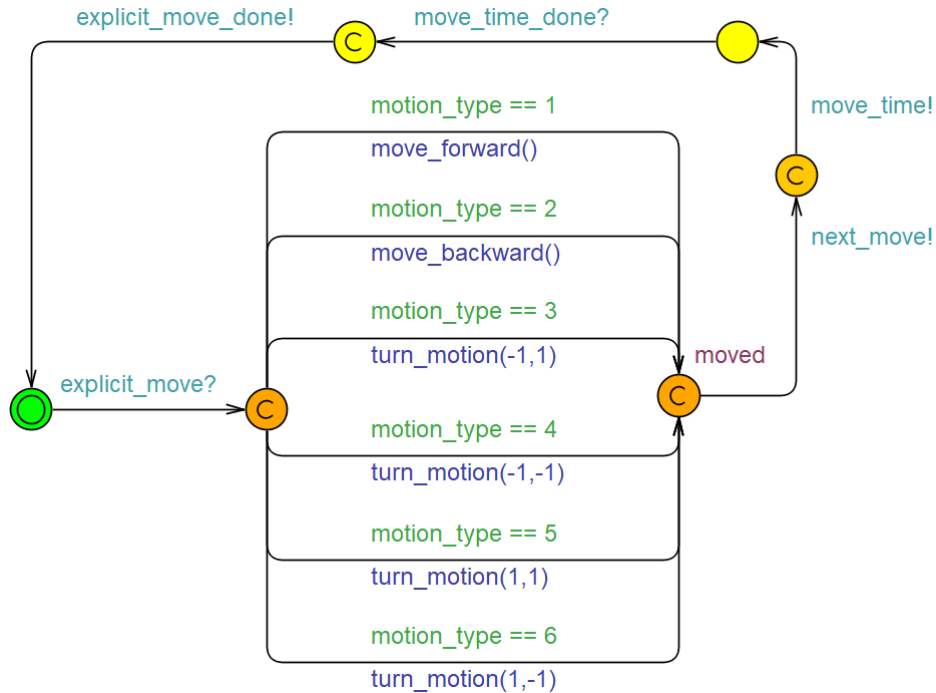 explicit_move_done!
move_time_done?
C
motion_type == 1
move_time!
move_forward()
C
motion_type == 2
next_move!
move_backward()
motion_type == 3
turn_motion(-1,1)
moved
explicit_move?
C
C
motion_type == 4
turn_motion(-1,-1)
motion_type == 5
turn_motion(1,1)
motion_type == 6
turn_motion(1,-1)